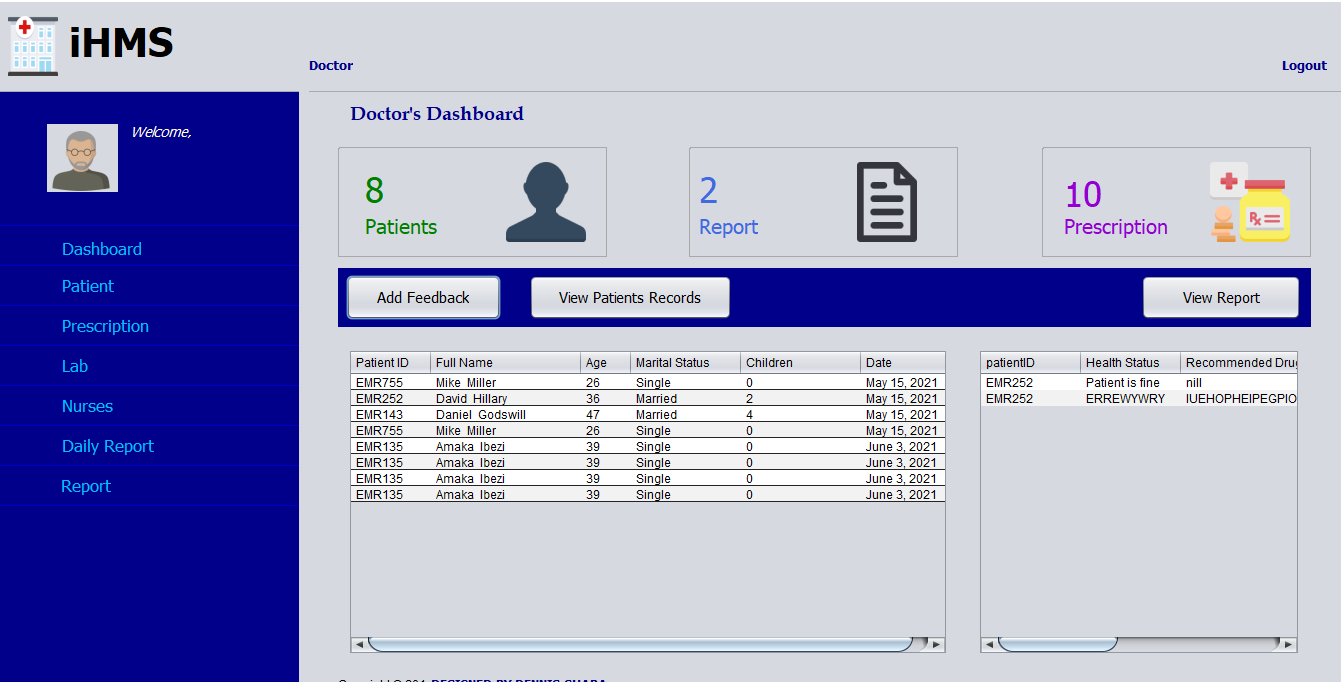 iHMS
Doctor
Logout
Welcome,
Dashboard
Patient
Prescription
Lab
Nurses
Daily Report
Report
Doctor's Dashboard
8
Patients
2
Report
10
Prescription
Rx
Add Feedback
View Patients Records
View Report
Patient ID Full Name Age Marital Status Children Date
EMR755 Mike Miller 26 Single 0 May 15, 2021
EMR252 David Hillary 36 Married 2 May 15, 2021
EMR143 Daniel Godswill 47 Married 4 May 15, 2021
EMR755 Mike Miller 26 Single 0 May 15, 2021
EMR135 Amaka Ibezi 39 Single 0 June 3, 2021
EMR135 Amaka Ibezi 39 Single 0 June 3, 2021
EMR135 Amaka Ibezi 39 Single 0 June 3, 2021
EMR135 Amaka Ibezi 39 Single 0 June 3, 2021
patientID Health Status Recommended Drug
EMR252 Patient is fine nill
EMR252 ERREWYWRY IUEHOPHEIPEGPIO
DESIGNED BY DENNIS